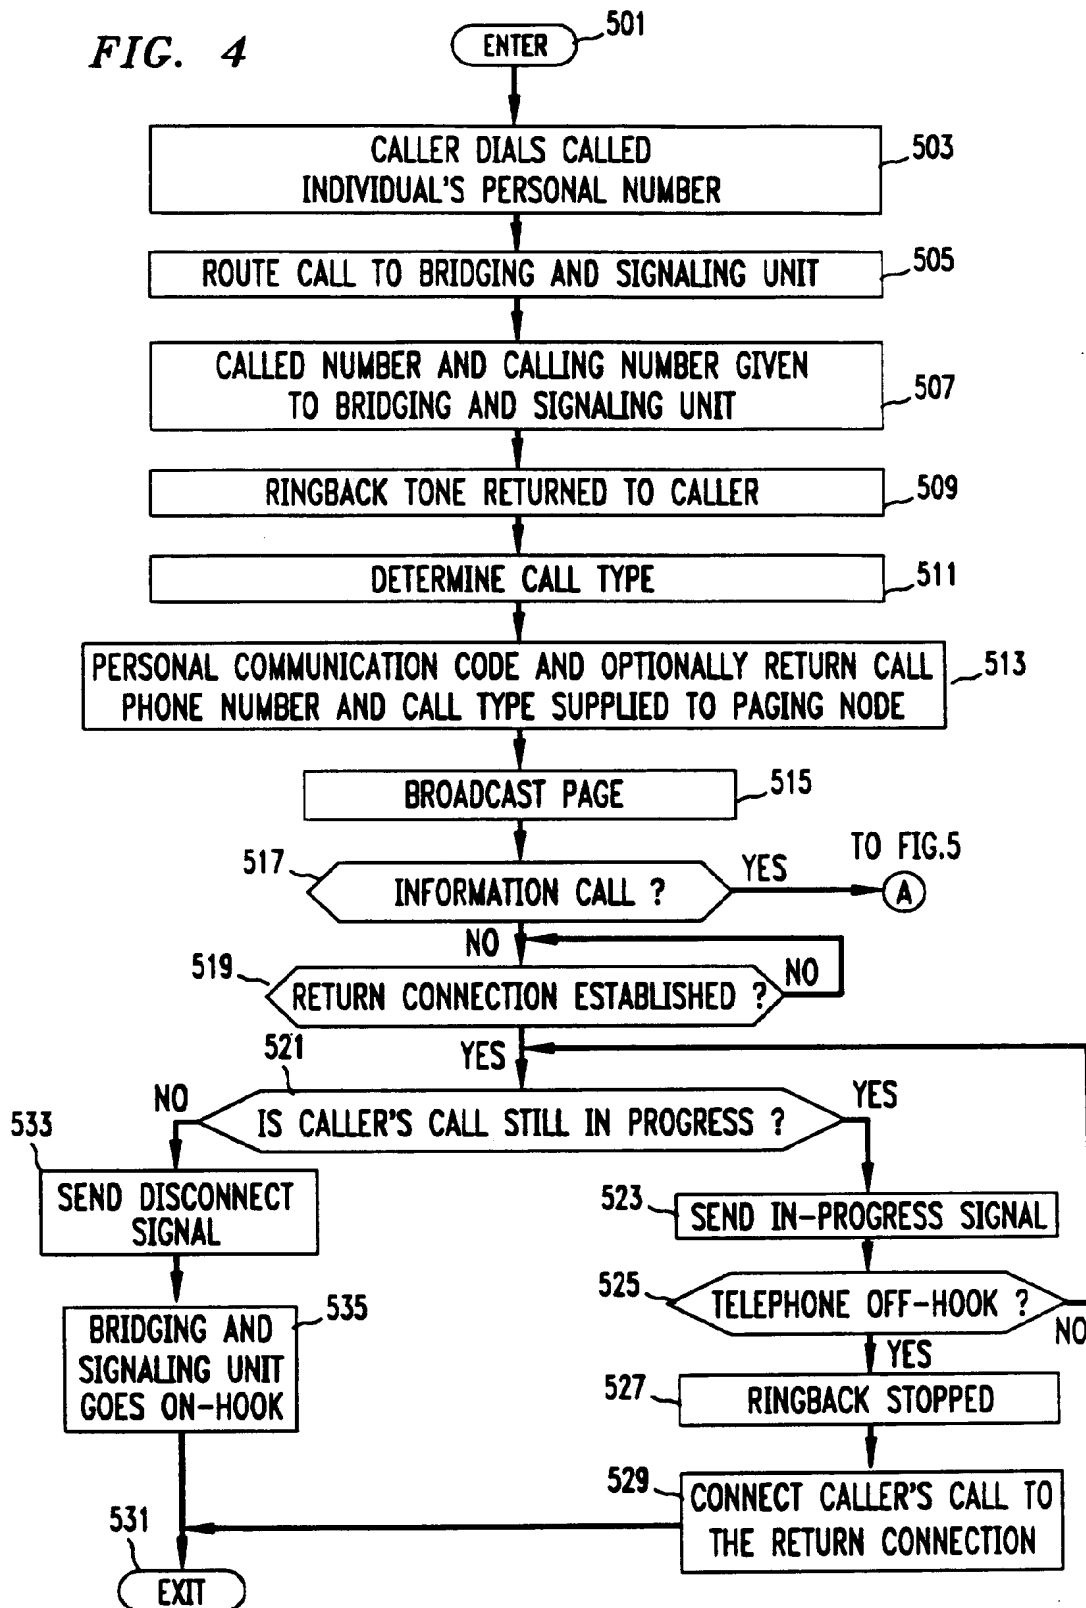 FIG. 4
ENTER
501
CALLER DIALS CALLED
INDIVIDUAL'S PERSONAL NUMBER
503
ROUTE CALL TO BRIDGING AND SIGNALING UNIT
505
CALLED NUMBER AND CALLING NUMBER GIVEN
TO BRIDGING AND SIGNALING UNIT
507
RINGBACK TONE RETURNED TO CALLER
509
DETERMINE CALL TYPE
511
PERSONAL COMMUNICATION CODE AND OPTIONALLY RETURN CALL
PHONE NUMBER AND CALL TYPE SUPPLIED TO PAGING NODE
513
BROADCAST PAGE
515
517
INFORMATION CALL ?
YES
TO FIG.5
A
NO
519
RETURN CONNECTION ESTABLISHED ?
NO
YES
521
IS CALLER'S CALL STILL IN PROGRESS ?
NO
YES
533
SEND DISCONNECT
SIGNAL
523
SEND IN-PROGRESS SIGNAL
525
TELEPHONE OFF-HOOK ?
NO
YES
535
BRIDGING AND
SIGNALING UNIT
GOES ON-HOOK
527
RINGBACK STOPPED
529
CONNECT CALLER'S CALL TO
THE RETURN CONNECTION
531
EXIT